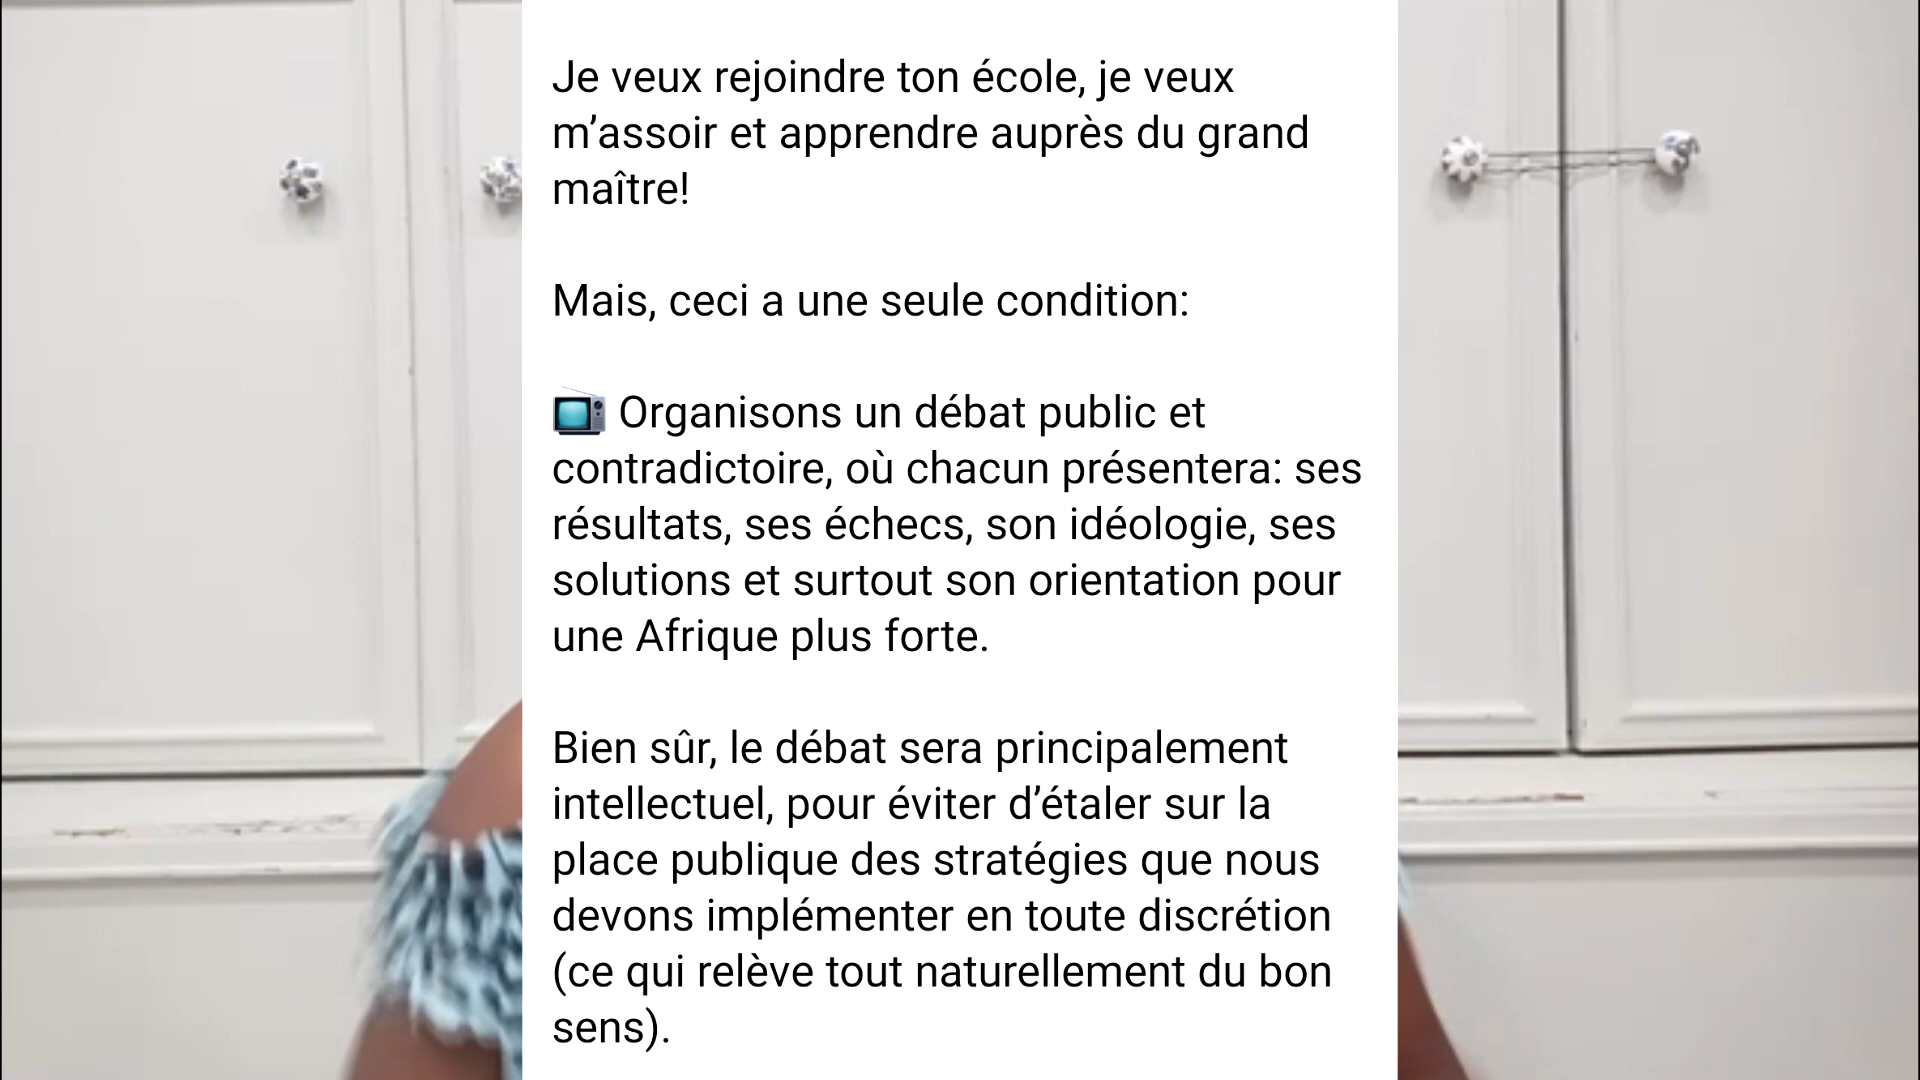 Je veux rejoindre ton école, je veux
m’assoir et apprendre auprès du grand
maître!
Mais, ceci a une seule condition:
📺 Organisons un débat public et
contradictoire, où chacun présentera: ses
résultats, ses échecs, son idéologie, ses
solutions et surtout son orientation pour
une Afrique plus forte.
Bien sûr, le débat sera principalement
intellectuel, pour éviter d’étaler sur la
place publique des stratégies que nous
devons implémenter en toute discrétion
(ce qui relève tout naturellement du bon
sens).